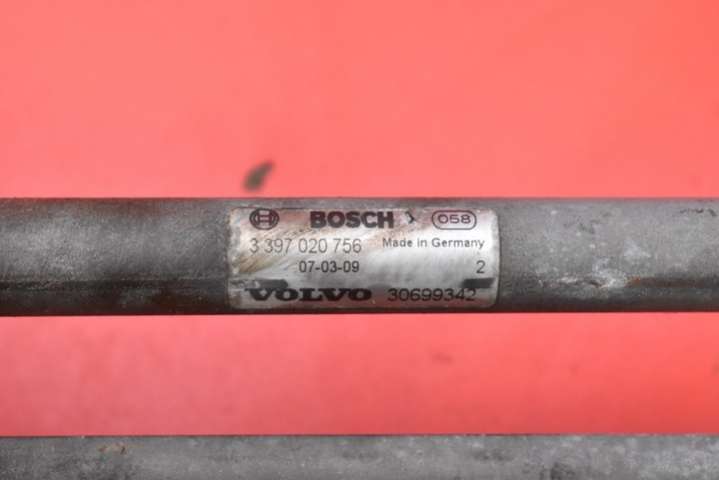 BOSCH 058
3 397 020 756 Made in Germany
07-03-09 2
VOLVO 30699342